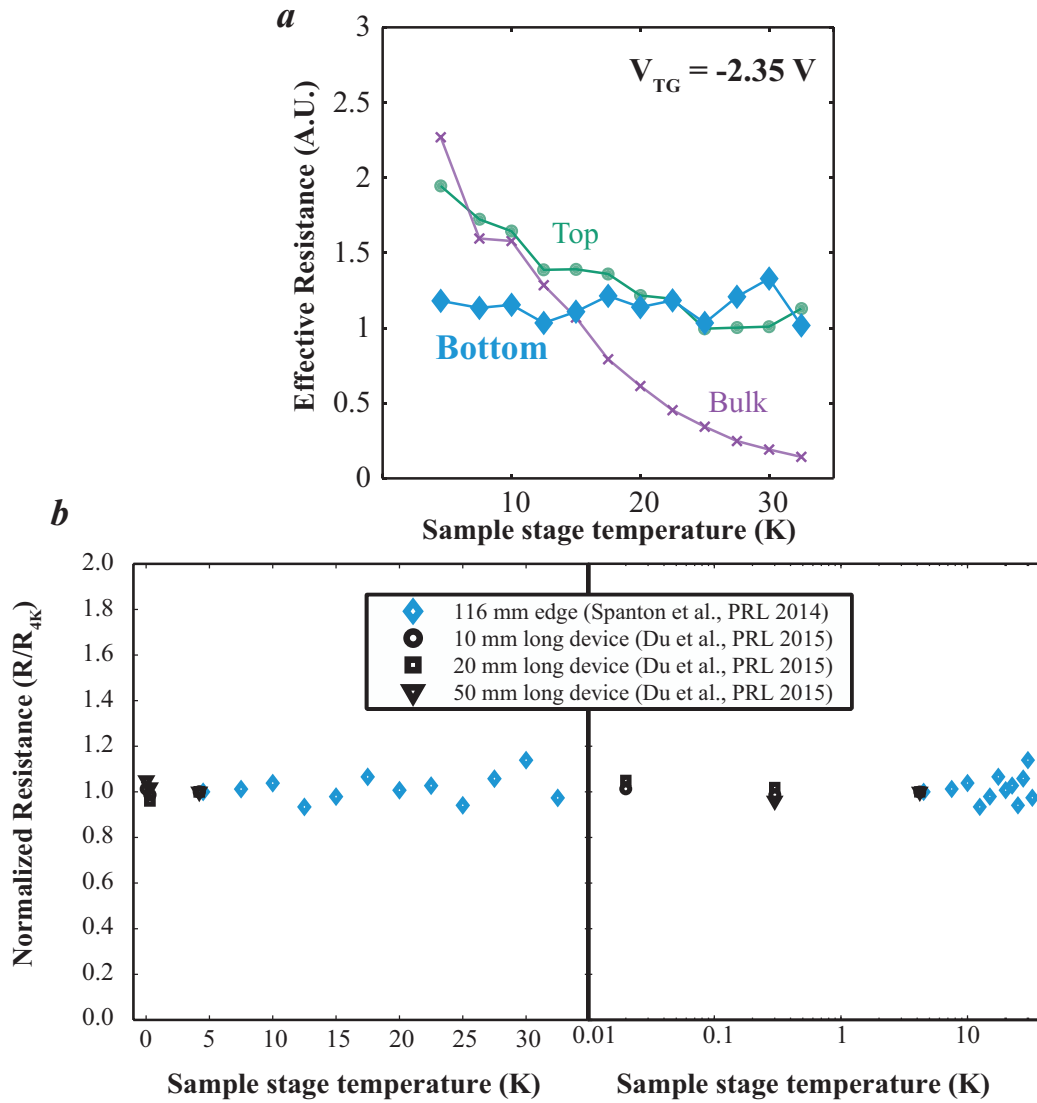 a
3
2.5
2
1.5
1
0.5
0
Effective Resistance (A.U.)
V_TG = -2.35 V
Top
Bottom
Bulk
10 20 30
Sample stage temperature (K)
b
2.0
1.8
1.6
1.4
1.2
1.0
0.8
0.6
0.4
0.2
0.0
Normalized Resistance (R/R_4K)
116 mm edge (Spanton et al., PRL 2014)
10 mm long device (Du et al., PRL 2015)
20 mm long device (Du et al., PRL 2015)
50 mm long device (Du et al., PRL 2015)
0 5 10 15 20 25 30 0.01 0.1 1 10
Sample stage temperature (K) Sample stage temperature (K)